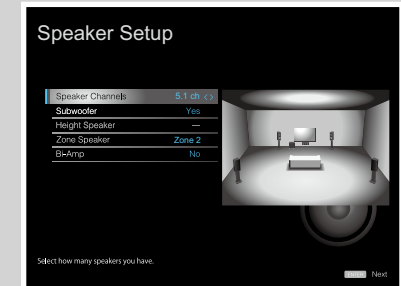 Speaker Setup
Speaker Channels 5.1 ch < >
Subwoofer Yes
Height Speaker ---
Zone Speaker Zone 2
Bi-Amp No
Select how many speakers you have.
ENTER Next